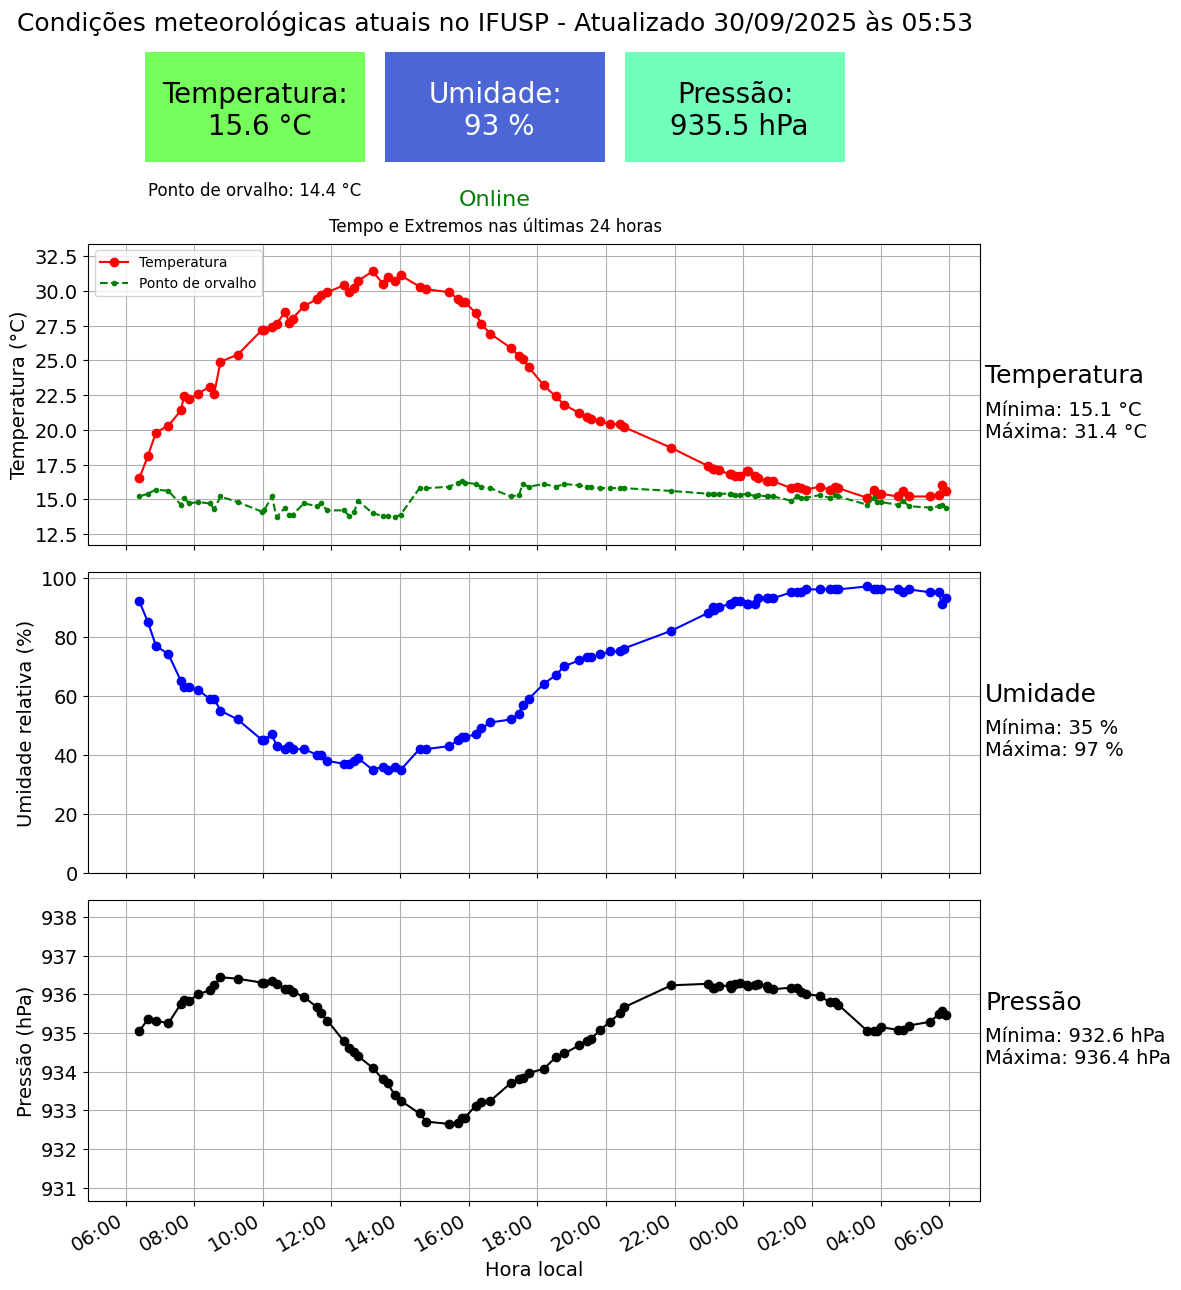 Condições meteorológicas atuais no IFUSP - Atualizado 30/09/2025 às 05:53
Temperatura:
15.6 °C
Umidade:
93 %
Pressão:
935.5 hPa
Ponto de orvalho: 14.4 °C
Online
Tempo e Extremos nas últimas 24 horas
Temperatura
Ponto de orvalho
Temperatura (°C)
32.5
30.0
27.5
25.0
22.5
20.0
17.5
15.0
12.5
Temperatura
Mínima: 15.1 °C
Máxima: 31.4 °C
Umidade relativa (%)
100
80
60
40
20
0
Umidade
Mínima: 35 %
Máxima: 97 %
Pressão (hPa)
938
937
936
935
934
933
932
931
Pressão
Mínima: 932.6 hPa
Máxima: 936.4 hPa
06:00
08:00
10:00
12:00
14:00
16:00
18:00
20:00
22:00
00:00
02:00
04:00
06:00
Hora local